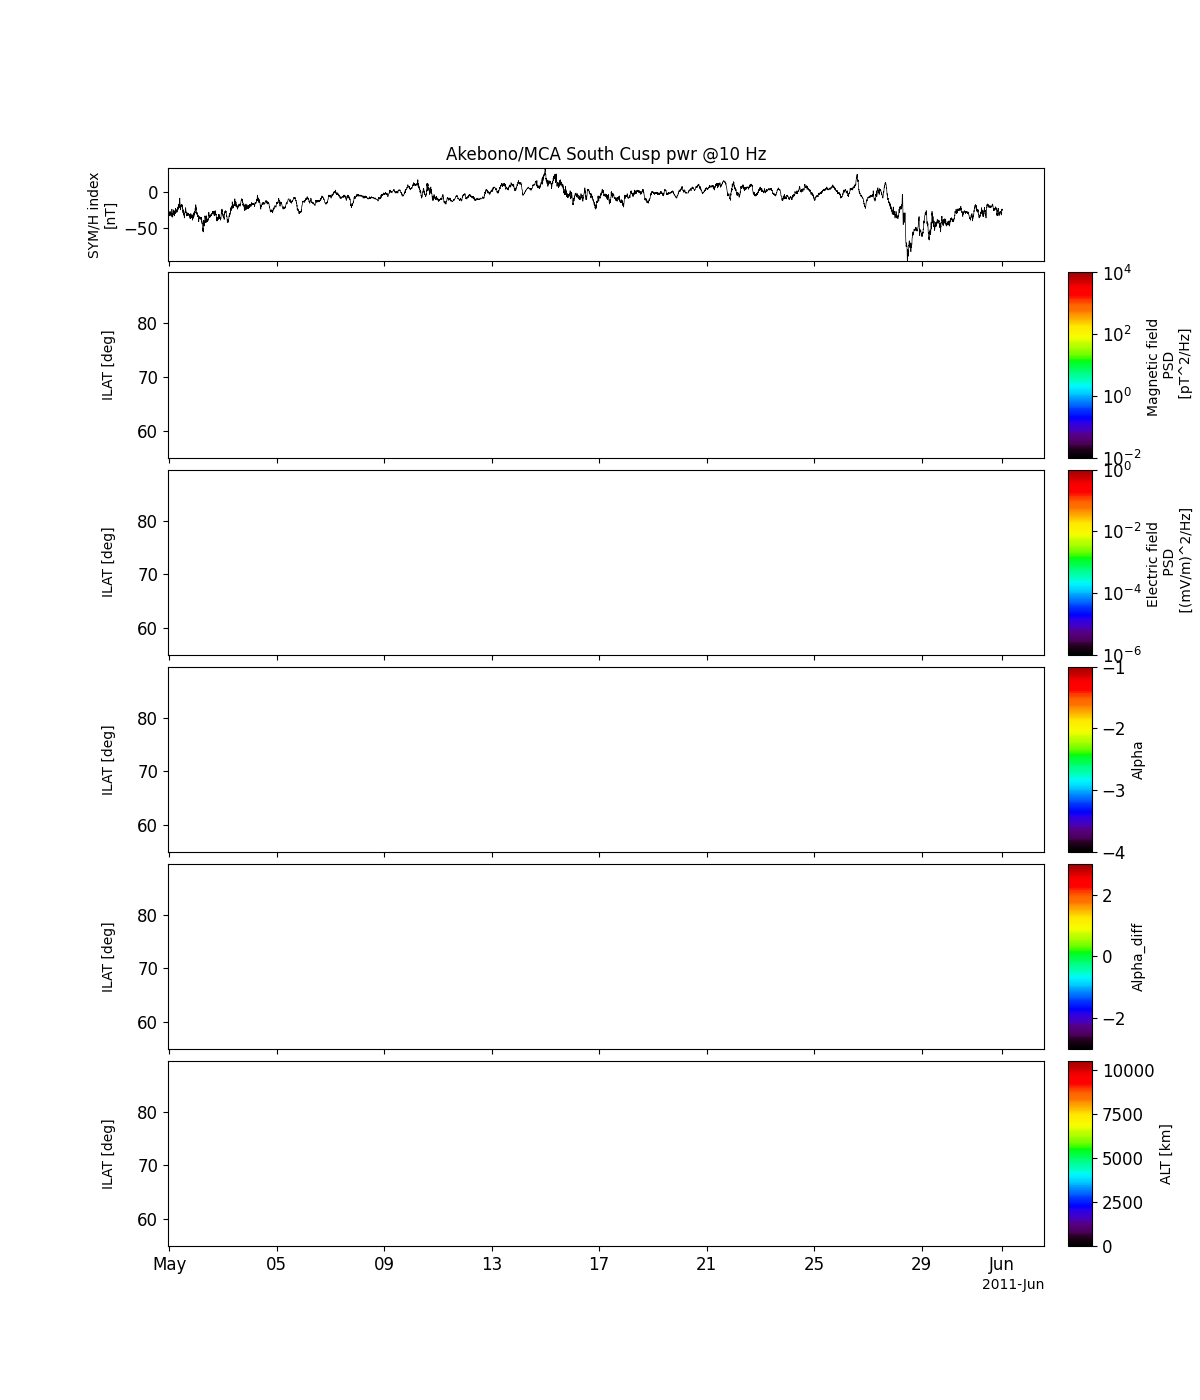 Akebono/MCA South Cusp pwr @10 Hz
SYM/H index
[nT]
0
−50
ILAT [deg]
80
70
60
10^4
10^2
10^0
10^−2
Magnetic field
PSD
[pT^2/Hz]
ILAT [deg]
80
70
60
10^0
10^−2
10^−4
10^−6
Electric field
PSD
[(mV/m)^2/Hz]
ILAT [deg]
80
70
60
−1
−2
−3
−4
Alpha
ILAT [deg]
80
70
60
2
0
−2
Alpha_diff
ILAT [deg]
80
70
60
10000
7500
5000
2500
0
ALT [km]
May 05 09 13 17 21 25 29 Jun
2011-Jun